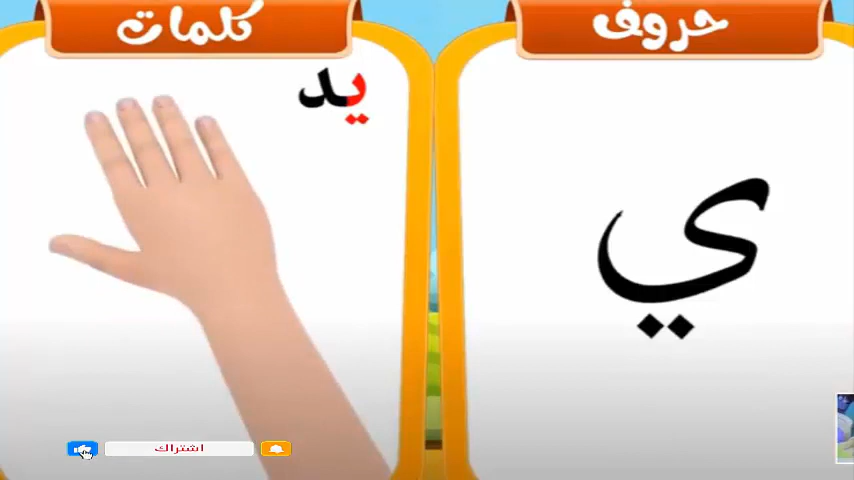 حروف
كلمات
يد
ي
اشتراك